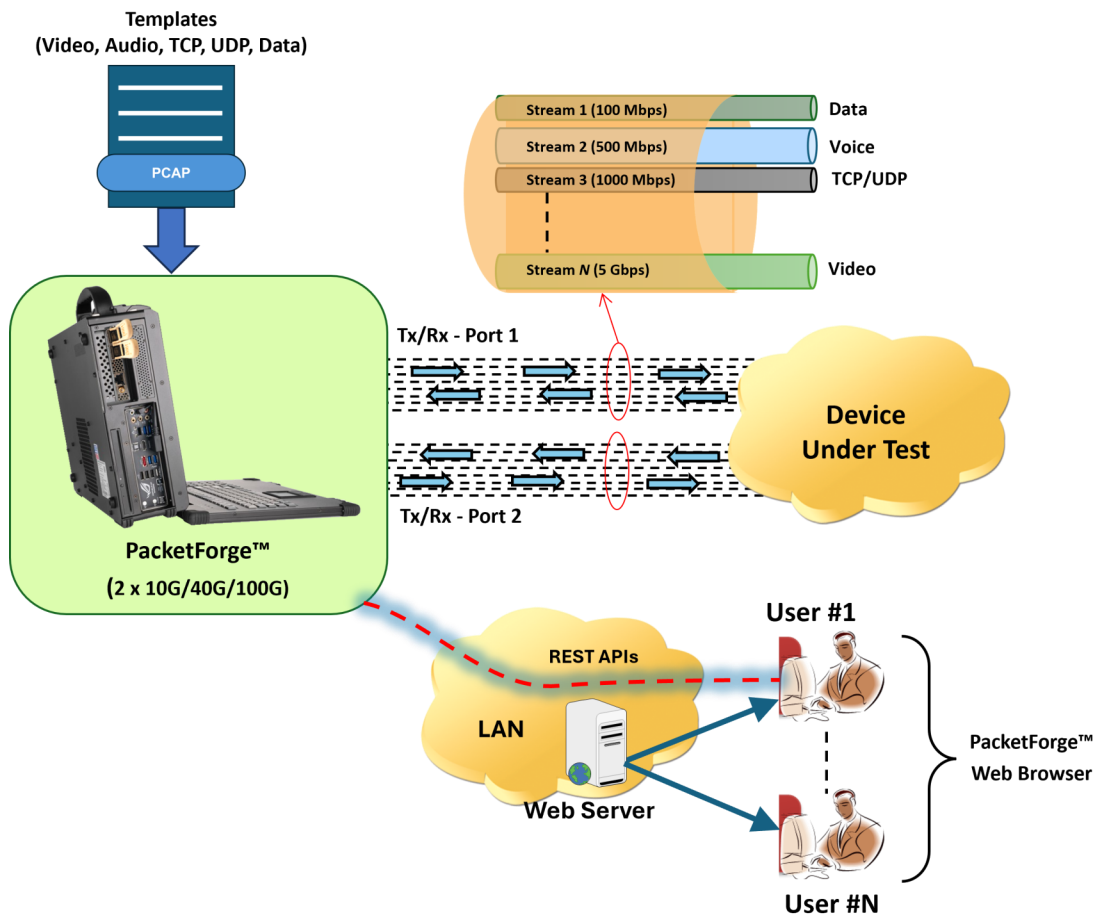 Templates
(Video, Audio, TCP, UDP, Data)
PCAP
Stream 1 (100 Mbps)
Data
Stream 2 (500 Mbps)
Voice
Stream 3 (1000 Mbps)
TCP/UDP
Stream N (5 Gbps)
Video
Tx/Rx - Port 1
Device
Under Test
Tx/Rx - Port 2
PacketForge™
(2 x 10G/40G/100G)
User #1
REST APIs
LAN
Web Server
PacketForge™
Web Browser
User #N